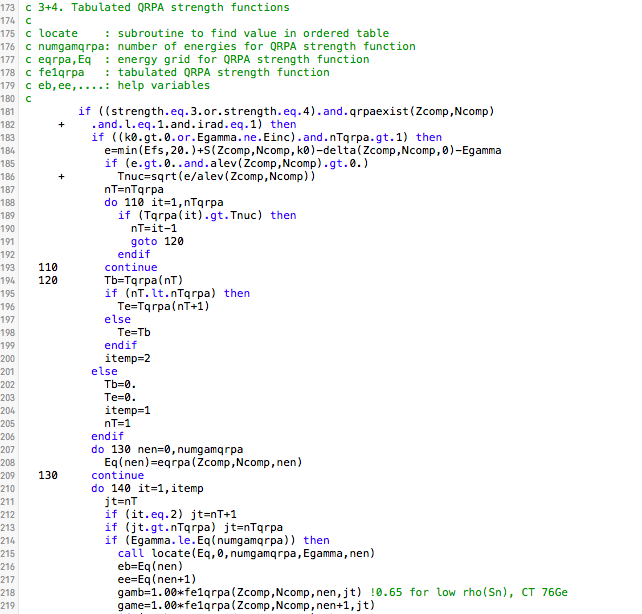 173 c 3+4. Tabulated QRPA strength functions
174 c
175 c locate    : subroutine to find value in ordered table
176 c numgamqrpa: number of energies for QRPA strength function
177 c eqrpa,Eq  : energy grid for QRPA strength function
178 c fe1qrpa   : tabulated QRPA strength function
179 c eb,ee,....: help variables
180 c
181         if ((strength.eq.3.or.strength.eq.4).and.qrpaexist(Zcomp,Ncomp)
182      +    .and.l.eq.1.and.irad.eq.1) then
183           if ((k0.gt.0.or.Egamma.ne.Einc).and.nTqrpa.gt.1) then
184             e=min(Efs,20.)+S(Zcomp,Ncomp,k0)-delta(Zcomp,Ncomp,0)-Egamma
185             if (e.gt.0..and.alev(Zcomp,Ncomp).gt.0.)
186      +        Tnuc=sqrt(e/alev(Zcomp,Ncomp))
187             nT=nTqrpa
188             do 110 it=1,nTqrpa
189               if (Tqrpa(it).gt.Tnuc) then
190                 nT=it-1
191                 goto 120
192               endif
193   110       continue
194   120       Tb=Tqrpa(nT)
195             if (nT.lt.nTqrpa) then
196               Te=Tqrpa(nT+1)
197             else
198               Te=Tb
199             endif
200             itemp=2
201           else
202             Tb=0.
203             Te=0.
204             itemp=1
205             nT=1
206           endif
207           do 130 nen=0,numgamqrpa
208             Eq(nen)=eqrpa(Zcomp,Ncomp,nen)
209   130     continue
210           do 140 it=1,itemp
211             jt=nT
212             if (it.eq.2) jt=nT+1
213             if (jt.gt.nTqrpa) jt=nTqrpa
214             if (Egamma.le.Eq(numgamqrpa)) then
215               call locate(Eq,0,numgamqrpa,Egamma,nen)
216               eb=Eq(nen)
217               ee=Eq(nen+1)
218               gamb=1.00*fe1qrpa(Zcomp,Ncomp,nen,jt) !0.65 for low rho(Sn), CT 76Ge
219               game=1.00*fe1qrpa(Zcomp,Ncomp,nen+1,jt)